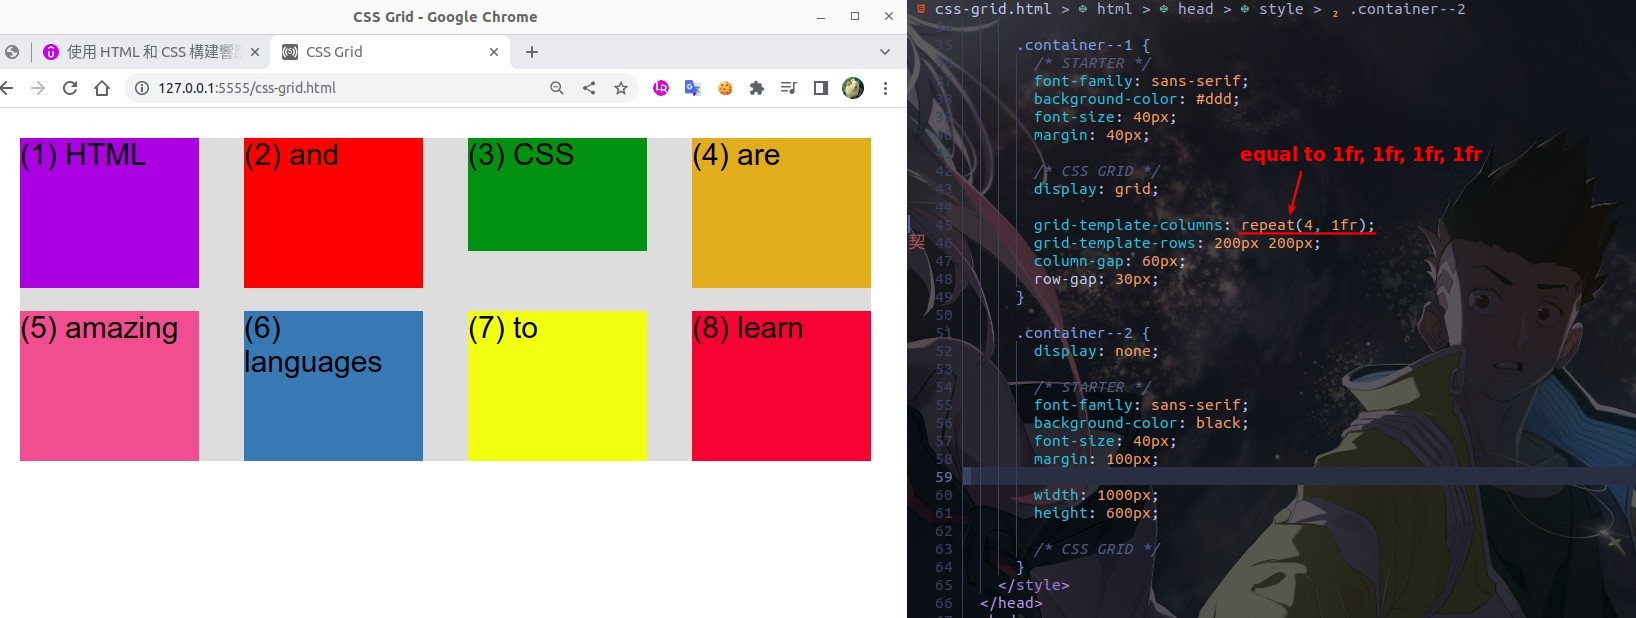 CSS Grid - Google Chrome
使用 HTML 和 CSS 構建響
CSS Grid
127.0.0.1:5555/css-grid.html
(1) HTML
(2) and
(3) CSS
(4) are
(5) amazing
(6)
languages
(7) to
(8) learn
css-grid.html > html > head > style > .container--2
35 .container--1 {
/* STARTER */
font-family: sans-serif;
38 background-color: #ddd;
font-size: 40px;
margin: 40px;
equal to 1fr, 1fr, 1fr, 1fr
42 /* CSS GRID */
43 display: grid;
44
45 grid-template-columns: repeat(4, 1fr);
契
46 grid-template-rows: 200px 200px;
47 column-gap: 60px;
48 row-gap: 30px;
49 }
50
51 .container--2 {
52 display: none;
53
54 /* STARTER */
55 font-family: sans-serif;
56 background-color: black;
57 font-size: 40px;
58 margin: 100px;
59
60 width: 1000px;
61 height: 600px;
62
63 /* CSS GRID */
64 }
65 </style>
66 </head>